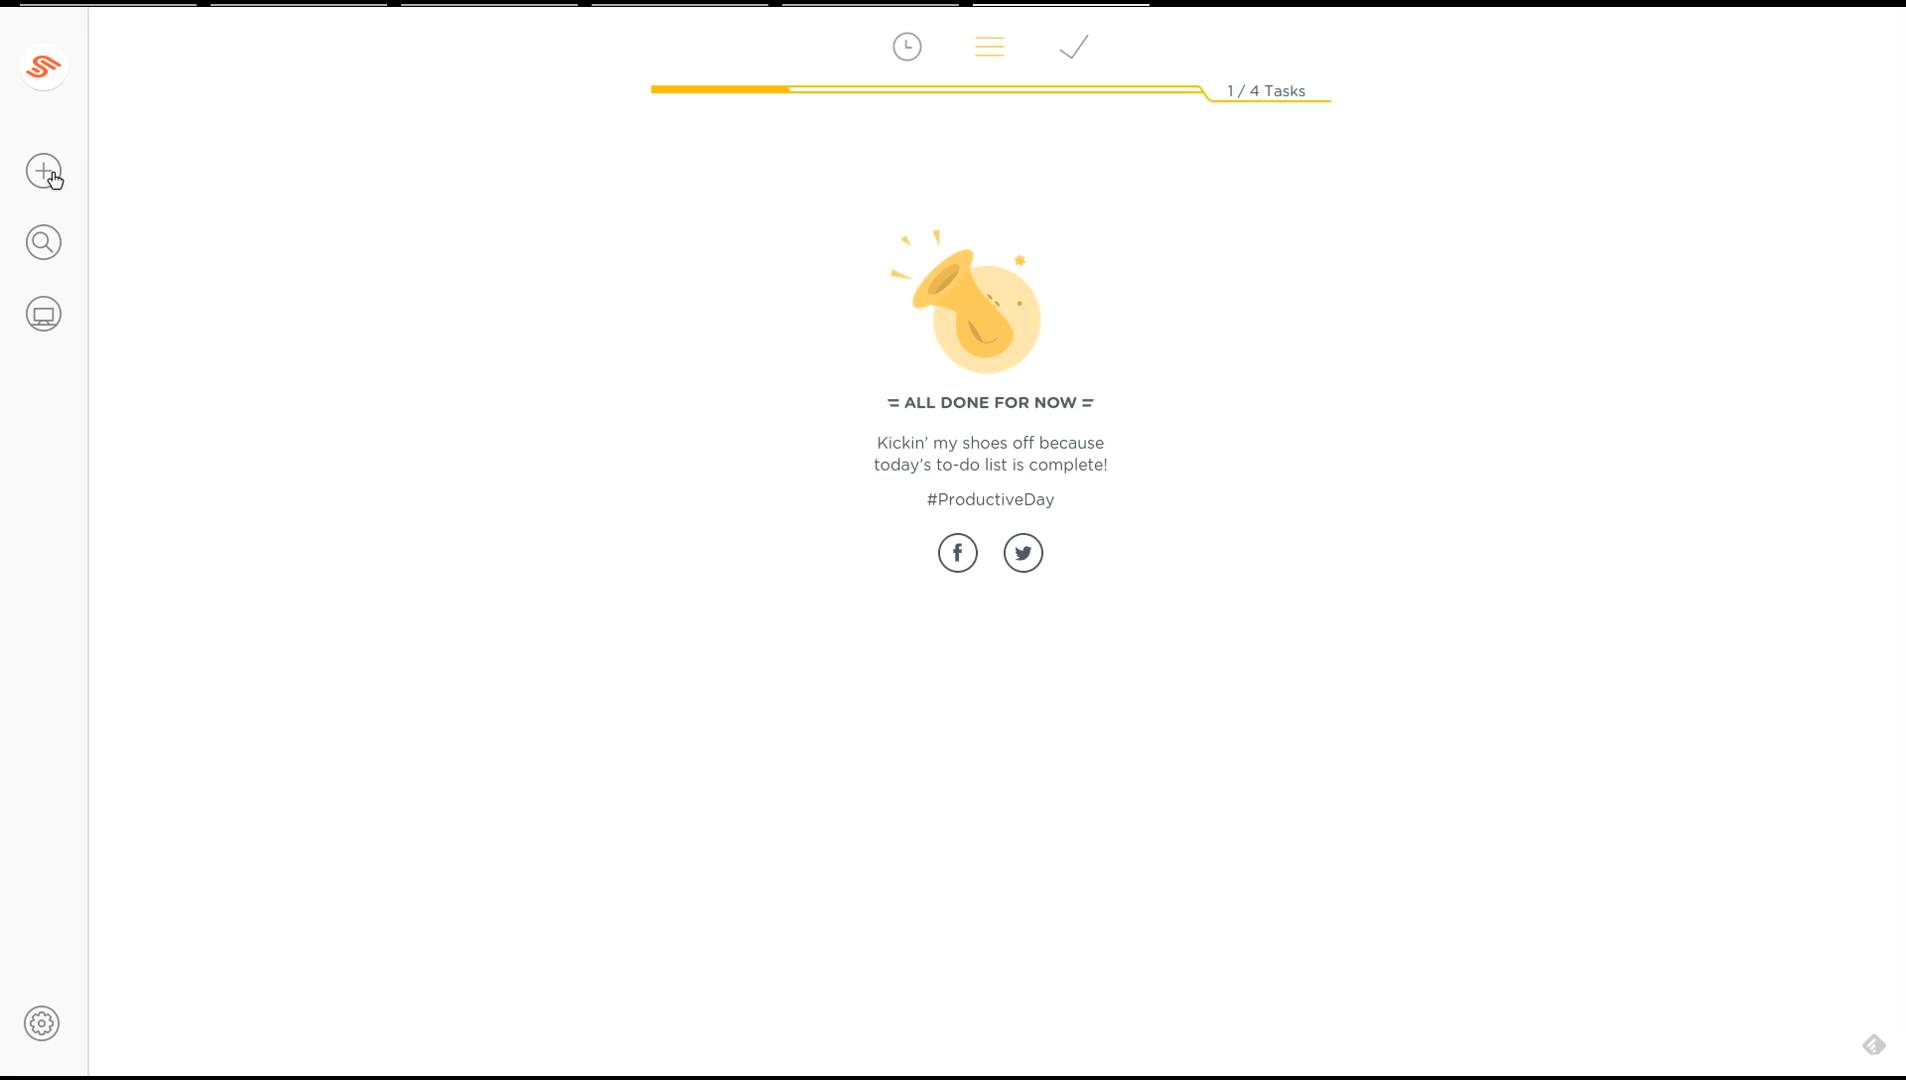 1 / 4 Tasks
ALL DONE FOR NOW
Kickin’ my shoes off because
today’s to-do list is complete!
#ProductiveDay